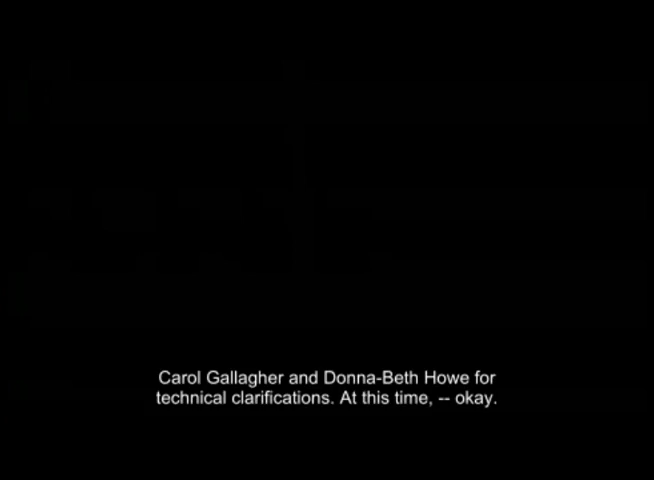 Carol Gallagher and Donna-Beth Howe for
technical clarifications. At this time, -- okay.